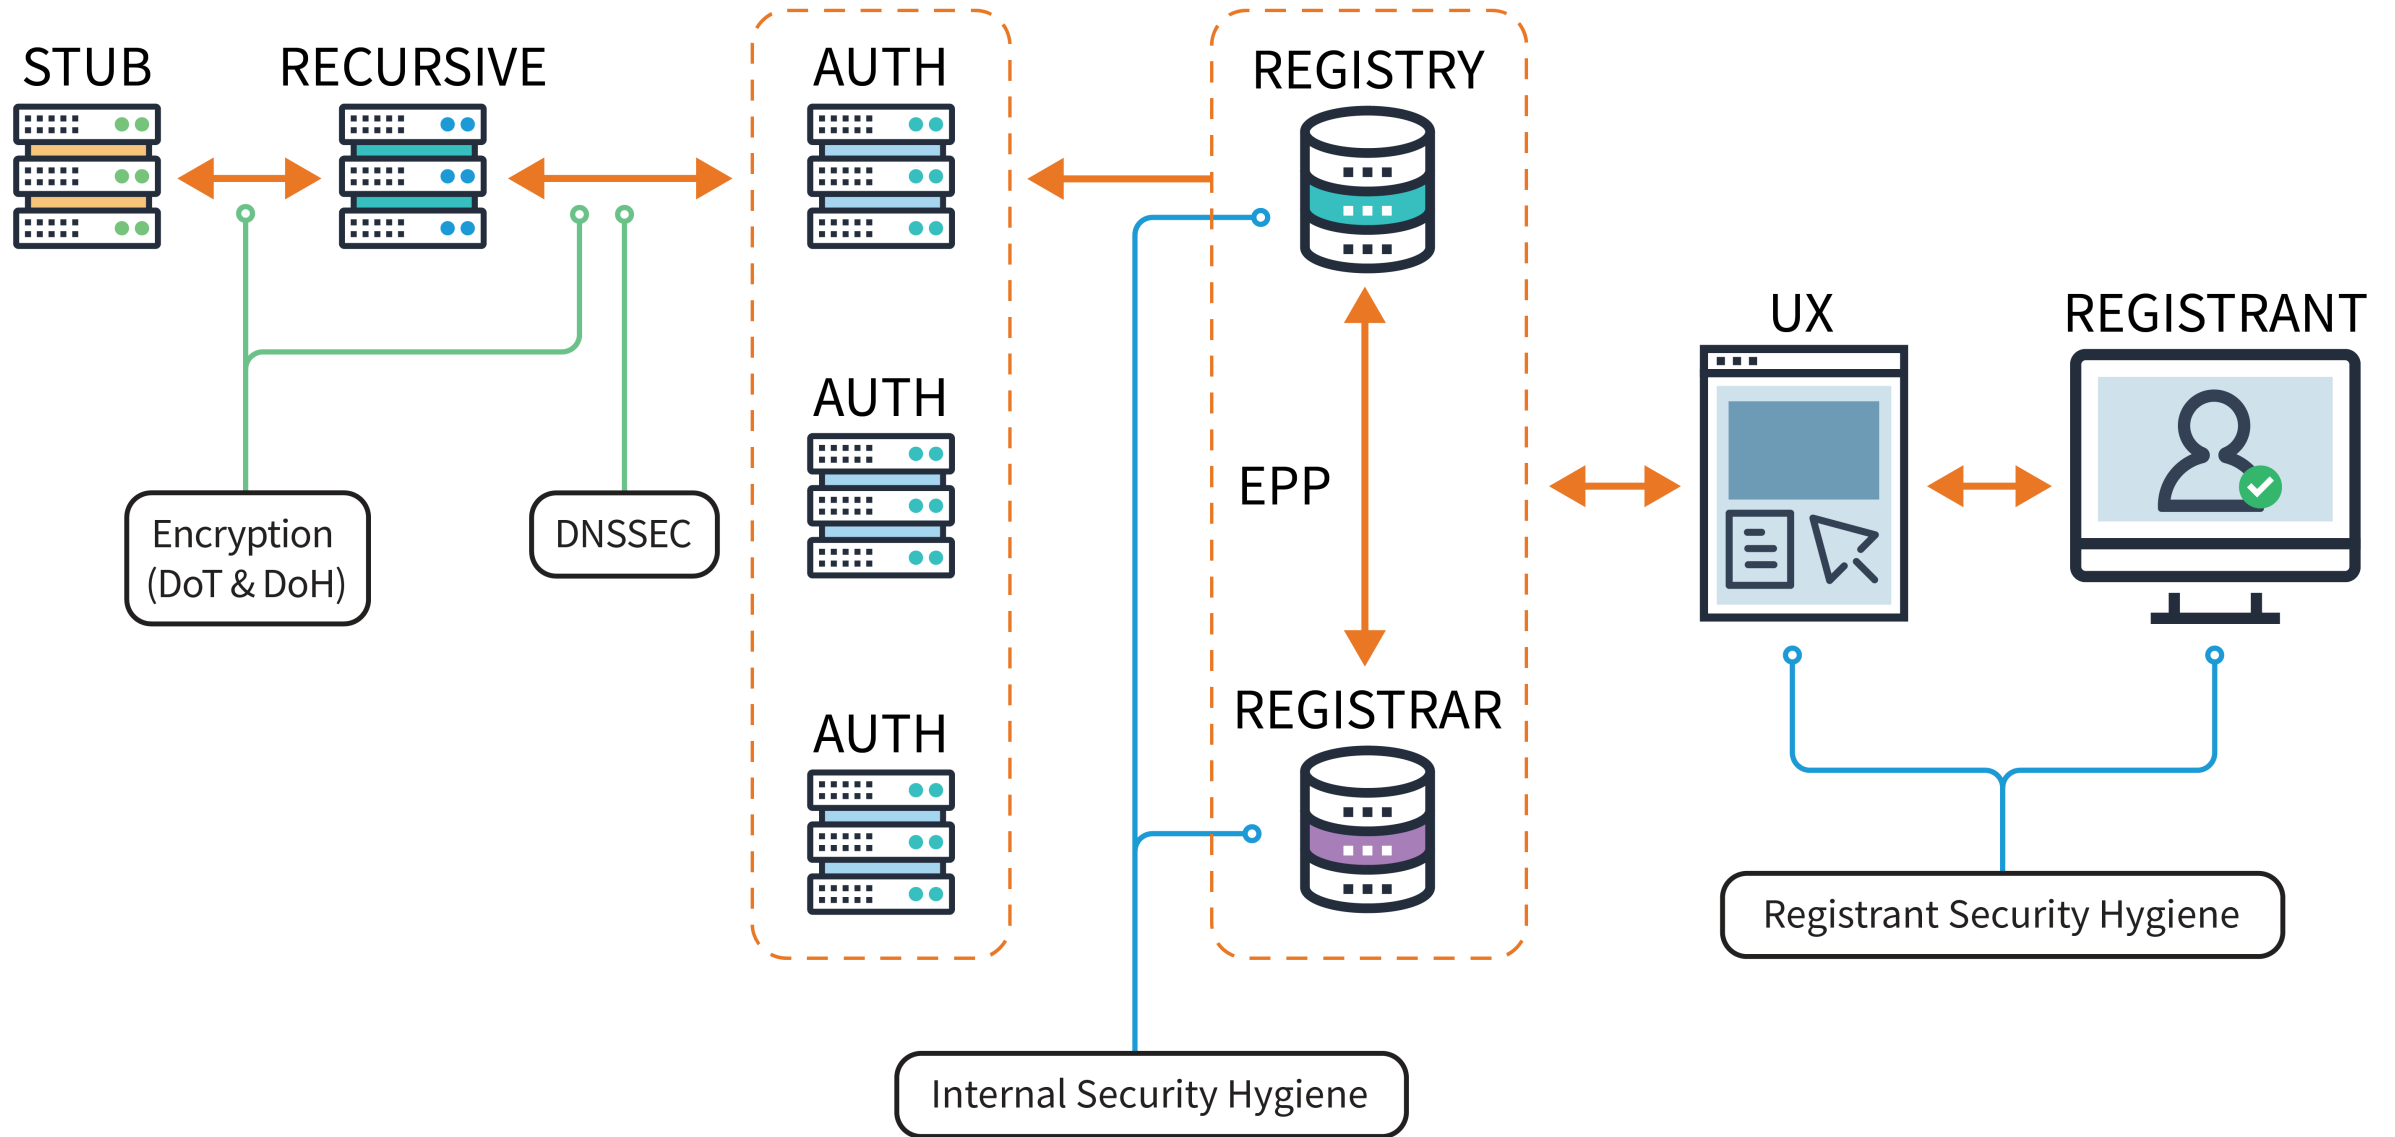 STUB
RECURSIVE
AUTH
REGISTRY
UX
REGISTRANT
AUTH
EPP
Encryption
(DoT & DoH)
DNSSEC
REGISTRAR
AUTH
Registrant Security Hygiene
Internal Security Hygiene